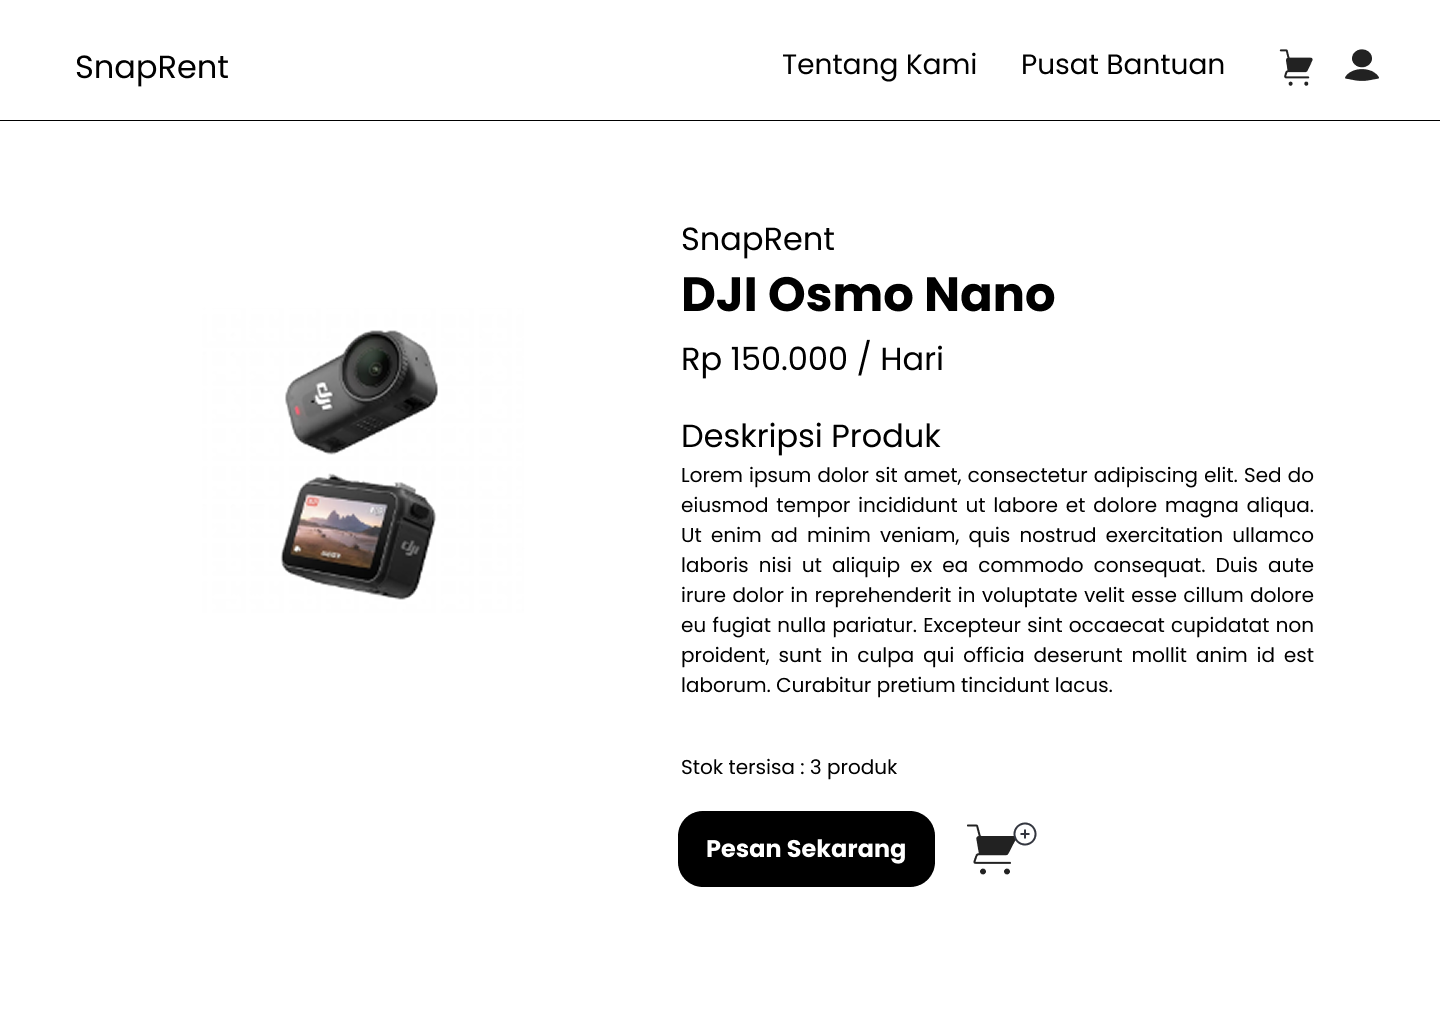 SnapRent
Tentang Kami
Pusat Bantuan
SnapRent
DJI Osmo Nano
Rp 150.000 / Hari
Deskripsi Produk
Lorem ipsum dolor sit amet, consectetur adipiscing elit. Sed do
eiusmod tempor incididunt ut labore et dolore magna aliqua.
Ut enim ad minim veniam, quis nostrud exercitation ullamco
laboris nisi ut aliquip ex ea commodo consequat. Duis aute
irure dolor in reprehenderit in voluptate velit esse cillum dolore
eu fugiat nulla pariatur. Excepteur sint occaecat cupidatat non
proident, sunt in culpa qui officia deserunt mollit anim id est
laborum. Curabitur pretium tincidunt lacus.
Stok tersisa : 3 produk
Pesan Sekarang
dji
dji